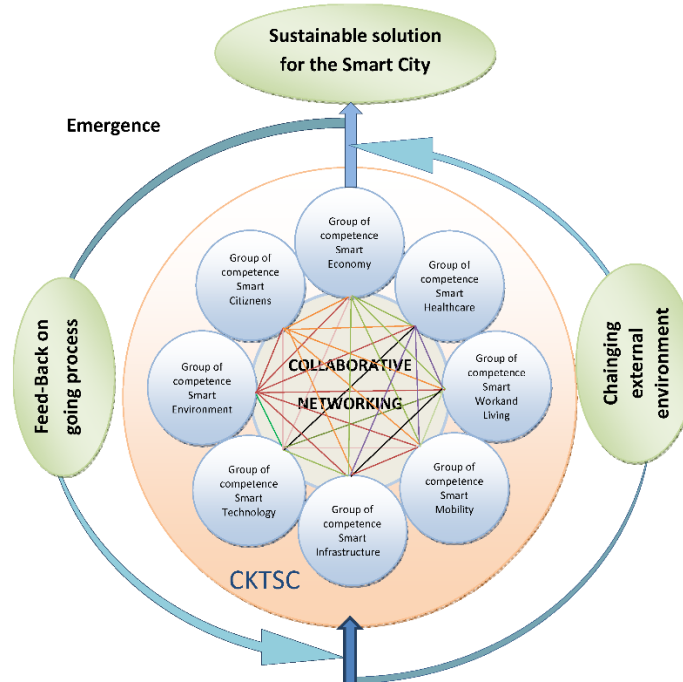 Sustainable solution
for the Smart City
Emergence
Group of
competence
Smart
Economy
Group of
competence
Smart
Citiznens
Group of
competence
Smart
Healthcare
Feed-Back on
going process
Chainging
external
environment
Group of
competence
Smart
Environment
COLLABORATIVE
NETWORKING
Group of
competence
Smart
Workand
Living
Group of
competence
Smart
Technology
Group of
competence
Smart
Mobility
Group of
competence
Smart
Infrastructure
CKTSC